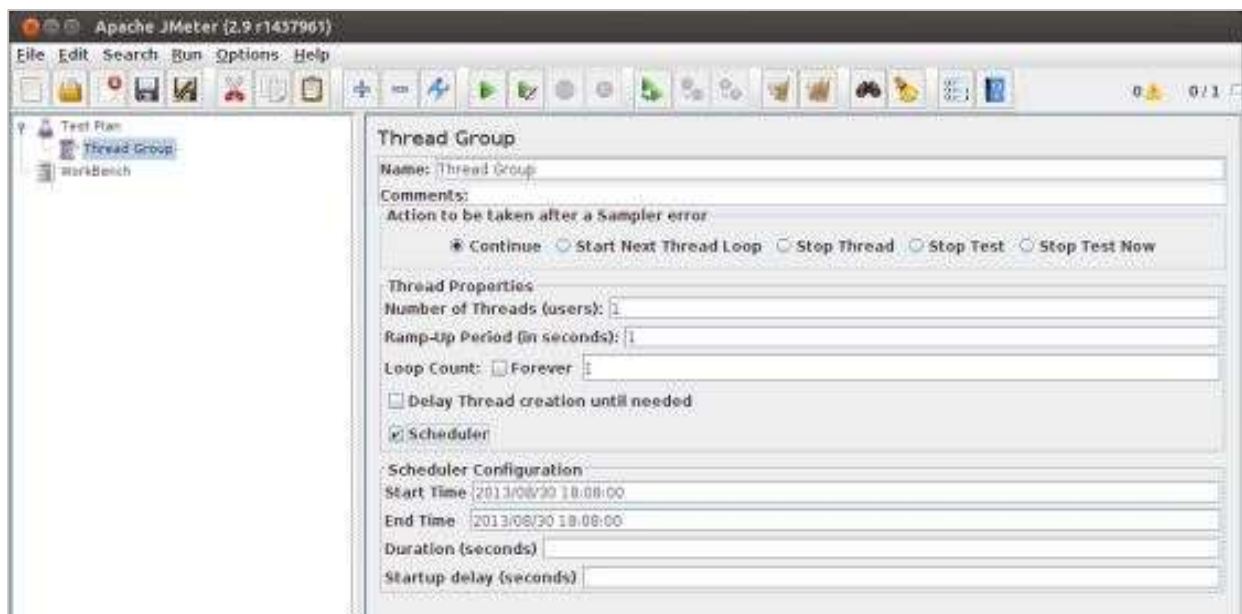 Apache JMeter (2.9 r1437961)
File Edit Search Run Options Help
0 0 / 1
Test Plan
Thread Group
WorkBench
Thread Group
Name: Thread Group
Comments:
Action to be taken after a Sampler error
Continue Start Next Thread Loop Stop Thread Stop Test Stop Test Now
Thread Properties
Number of Threads (users): 1
Ramp-Up Period (in seconds): 1
Loop Count: Forever 1
Delay Thread creation until needed
Scheduler
Scheduler Configuration
Start Time 2013/08/30 18:08:00
End Time 2013/08/30 18:08:00
Duration (seconds)
Startup delay (seconds)